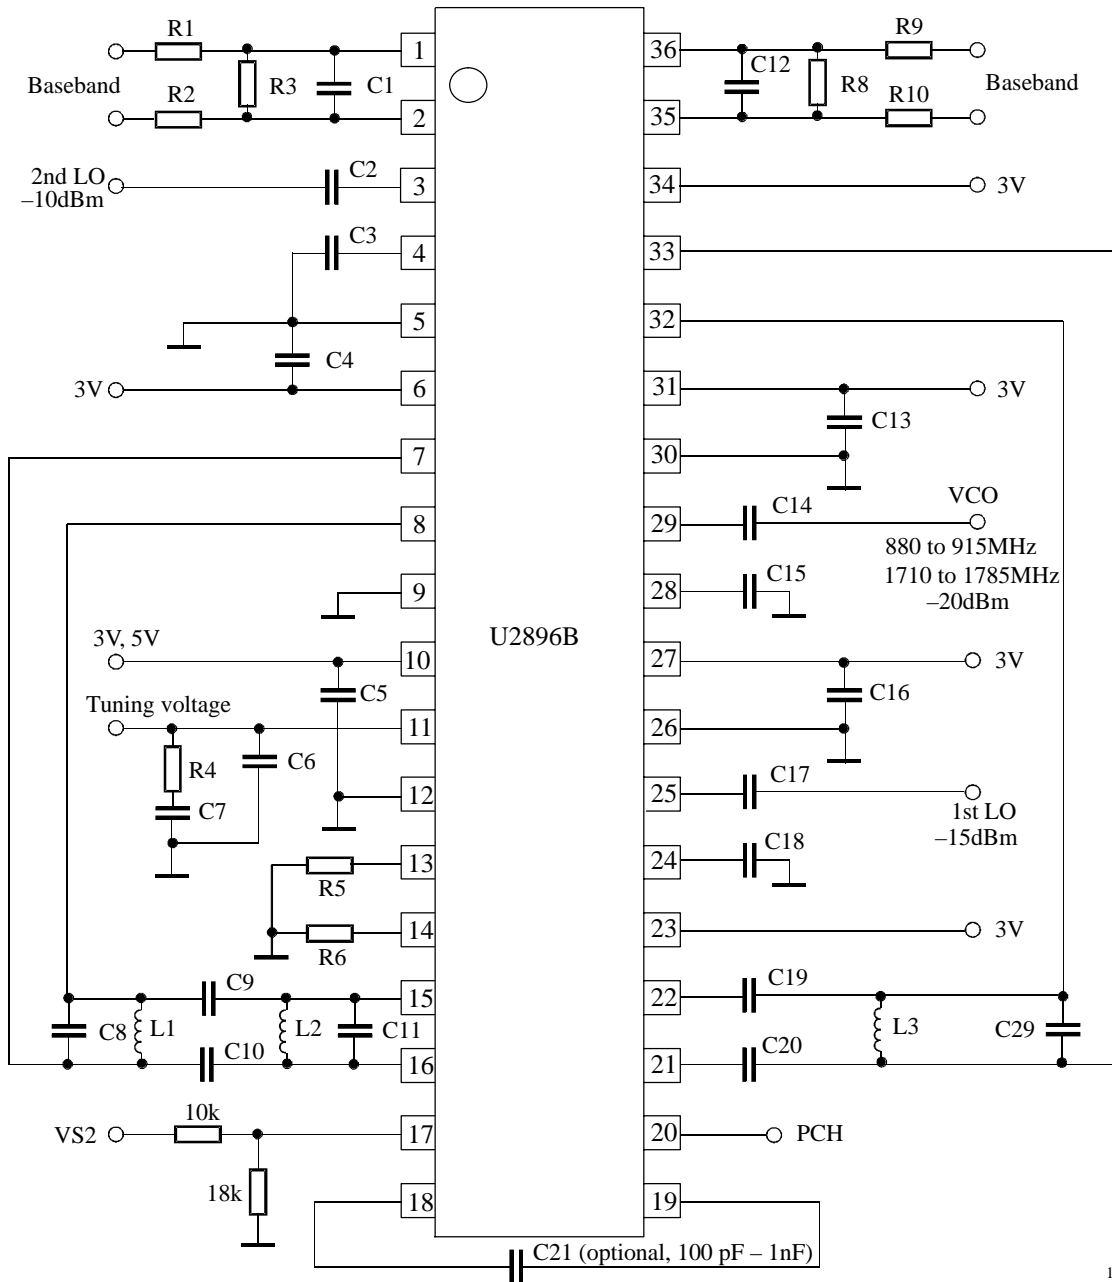 R1
R9
1
36
Baseband
R3
C1
C12
R8
Baseband
R2
R10
2
35
2nd LO
–10dBm
C2
3
34
3V
C3
4
33
5
32
C4
3V
6
31
3V
C13
7
30
VCO
C14
8
29
880 to 915MHz
1710 to 1785MHz
–20dBm
C15
9
28
U2896B
3V, 5V
10
27
3V
C5
C16
Tuning voltage
11
26
R4
C6
C7
C17
12
25
1st LO
–15dBm
C18
13
24
R5
14
23
3V
R6
C9
C19
15
22
C8
L1
L2
C11
L3
C29
C10
C20
16
21
10k
VS2
17
20
PCH
18k
18
19
C21 (optional, 100 pF – 1nF)
1